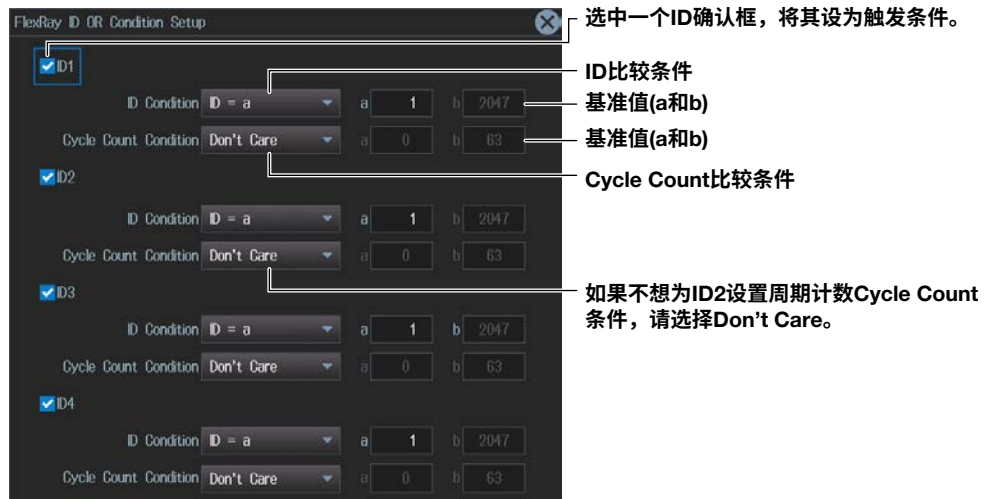 FlexRay ID OR Condition Setup
选中一个ID确认框，将其设为触发条件。
ID1
ID比较条件
ID Condition ID = a a 1 b 2047
基准值(a和b)
Cycle Count Condition Don't Care a 0 b 63
基准值(a和b)
Cycle Count比较条件
ID2
ID Condition ID = a a 1 b 2047
Cycle Count Condition Don't Care a 0 b 63
如果不想为ID2设置周期计数Cycle Count
条件，请选择Don't Care。
ID3
ID Condition ID = a a 1 b 2047
Cycle Count Condition Don't Care a 0 b 63
ID4
ID Condition ID = a a 1 b 2047
Cycle Count Condition Don't Care a 0 b 63